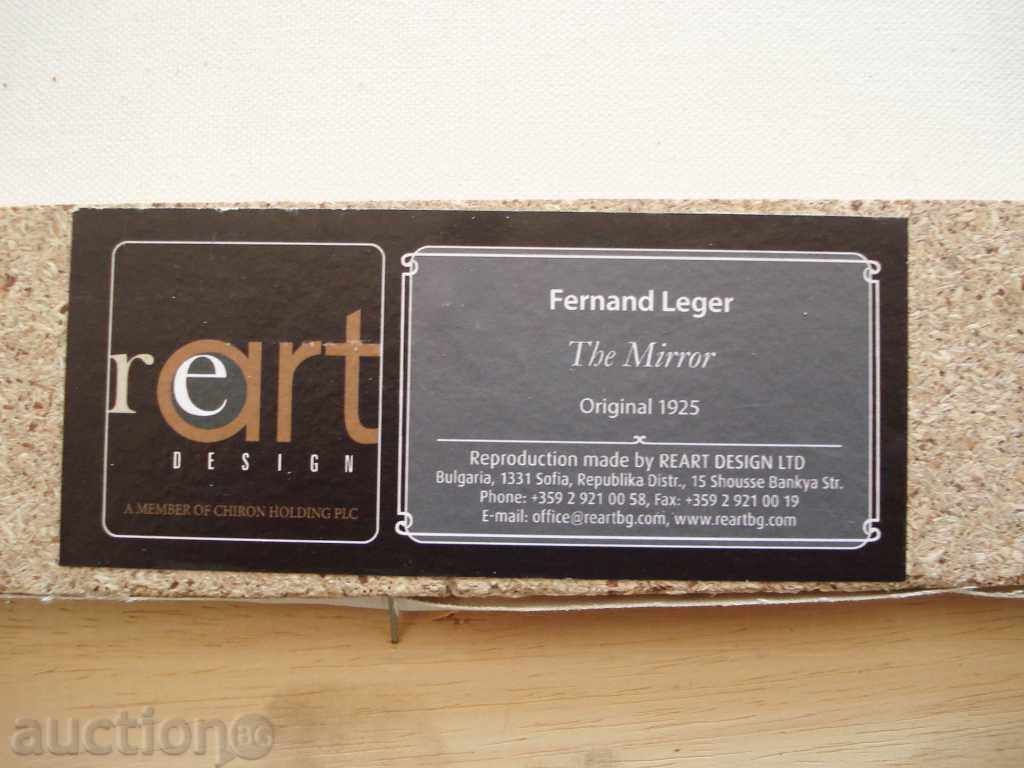 reart
DESIGN
A MEMBER OF CHIRON HOLDING PLC
Fernand Leger
The Mirror
Original 1925
Reproduction made by REART DESIGN LTD
Bulgaria, 1331 Sofia, Republika Distr., 15 Shousse Bankya Str.
Phone: +359 2 921 00 58, Fax: +359 2 921 00 19
E-mail: office@reartbg.com, www.reartbg.com
auction BG